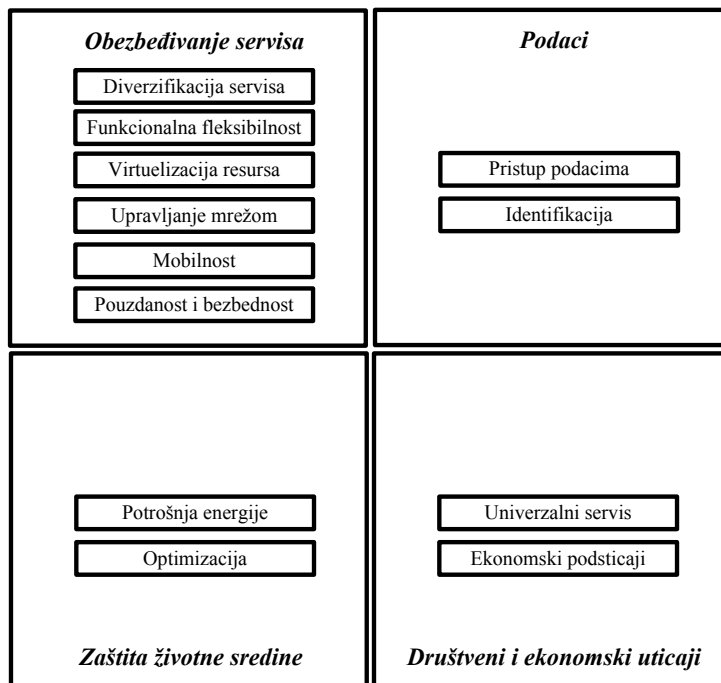 Obezbeđivanje servisa
Diverzifikacija servisa
Funkcionalna fleksibilnost
Virtuelizacija resursa
Upravljanje mrežom
Mobilnost
Pouzdanost i bezbednost
Podaci
Pristup podacima
Identifikacija
Potrošnja energije
Optimizacija
Zaštita životne sredine
Univerzalni servis
Ekonomski podsticaji
Društveni i ekonomski uticaji